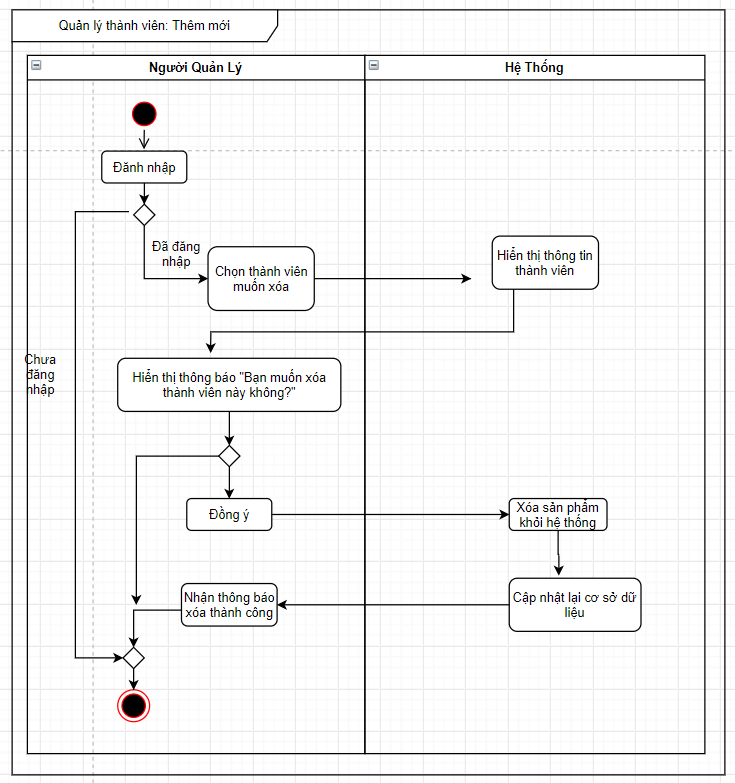 Quản lý thành viên: Thêm mới
Người Quản Lý
Hệ Thống
Đănh nhập
Đã đăng
nhập
Chọn thành viên
muốn xóa
Hiển thị thông tin
thành viên
Chưa
đăng
nhập
Hiển thị thông báo "Bạn muốn xóa
thành viên này không?"
Đồng ý
Xóa sản phẩm
khỏi hệ thống
Nhận thông báo
xóa thành công
Cập nhật lại cơ sở dữ
liệu